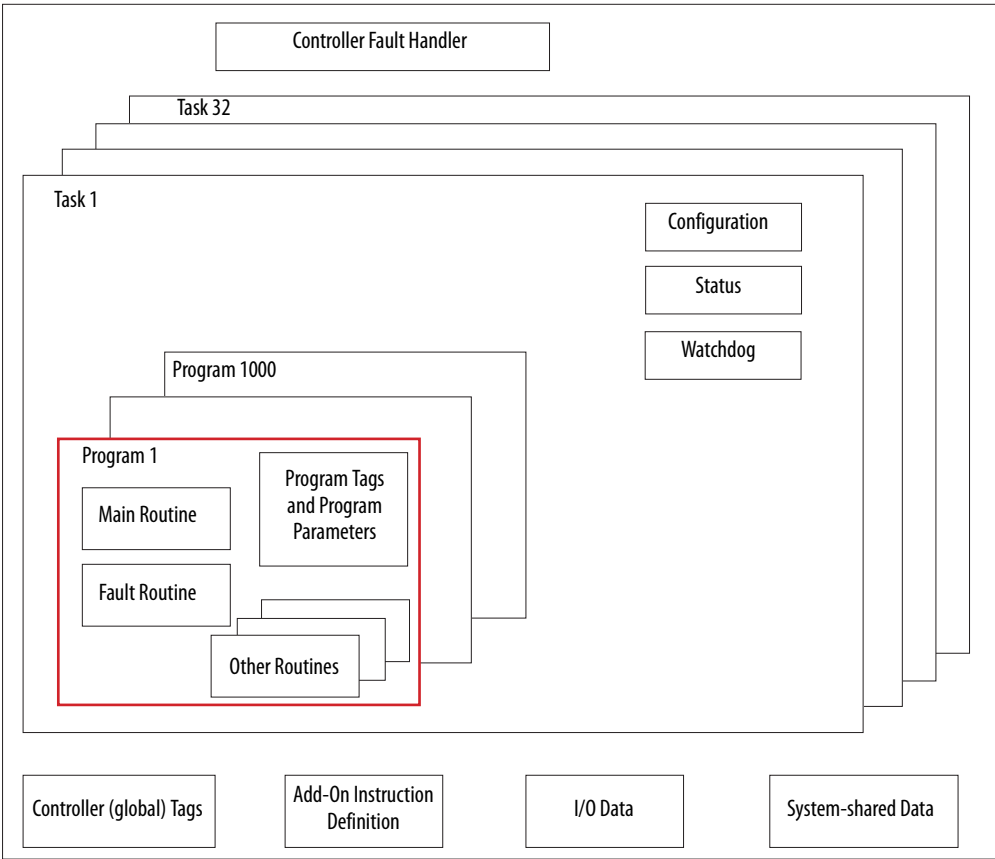 Controller Fault Handler
Task 32
Task 1
Configuration
Status
Watchdog
Program 1000
Program 1
Main Routine
Fault Routine
Program Tags
and Program
Parameters
Other Routines
Controller (global) Tags
Add-On Instruction
Definition
I/O Data
System-shared Data